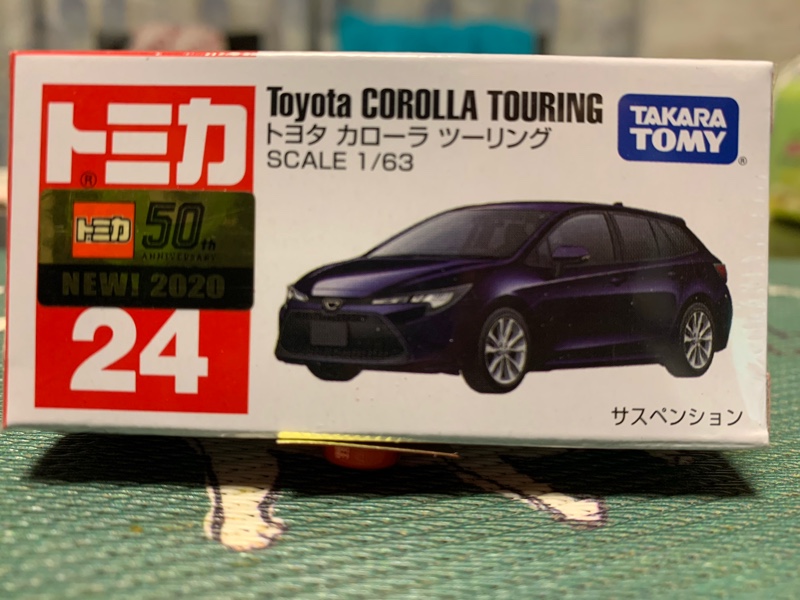 トミカ
®
トミカ 50th
ANNIVERSARY
NEW! 2020
24
Toyota COROLLA TOURING
トヨタ カローラ ツーリング
SCALE 1/63
TAKARA
TOMY
®
サスペンション